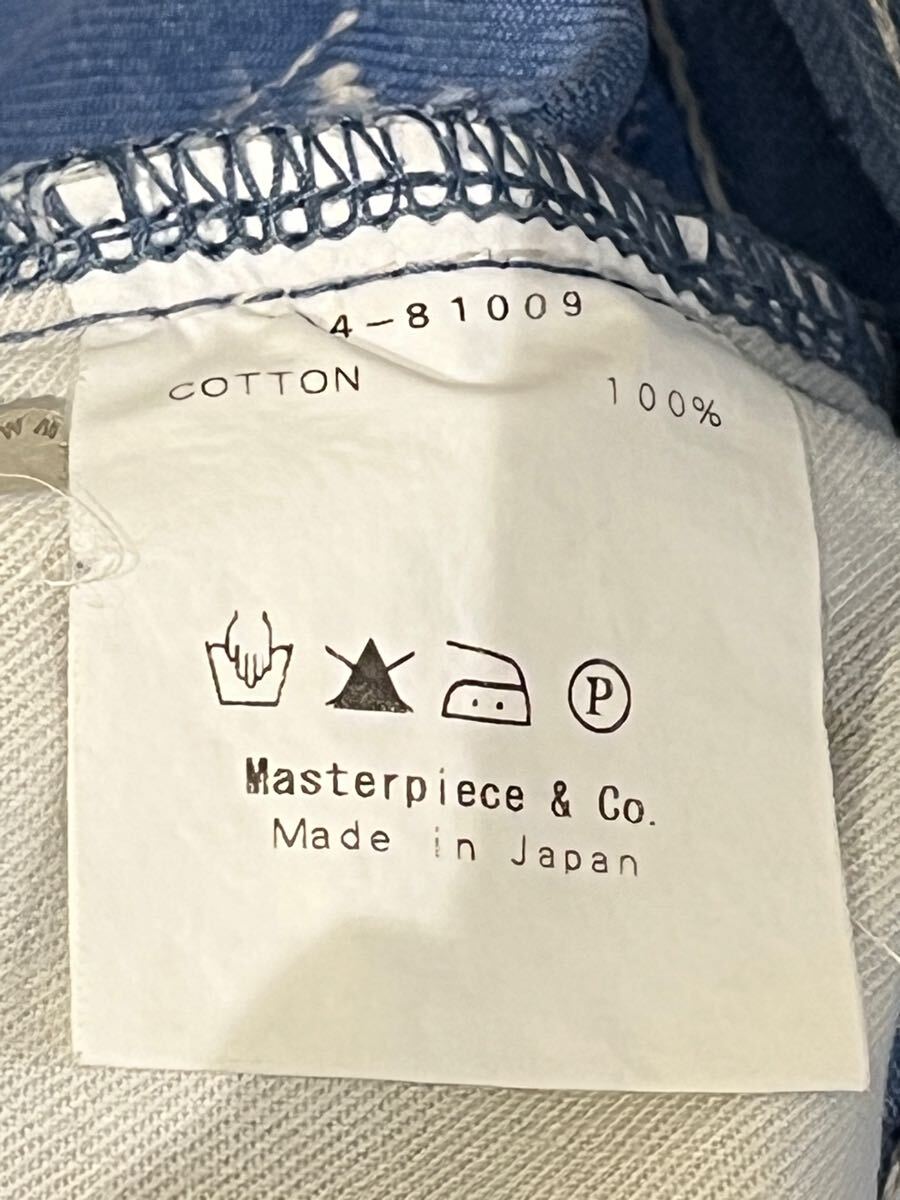 4-81009
COTTON 100%
P
Masterpiece & Co.
Made in Japan